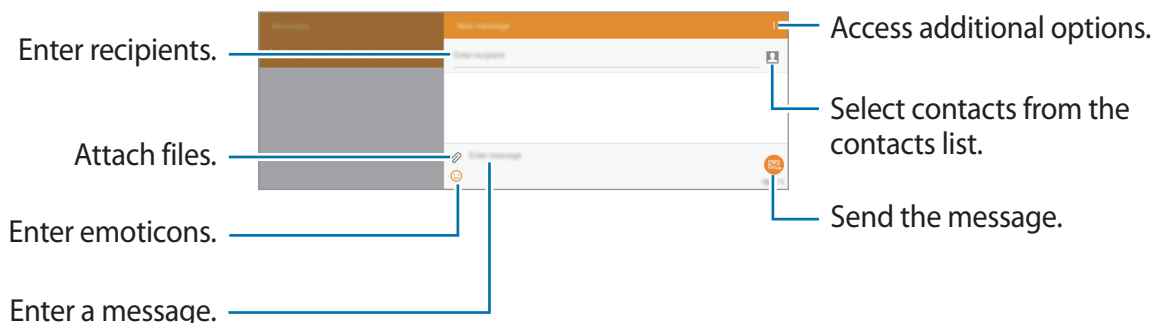 Messages
New message
Access additional options.
Enter recipients.
Enter recipient
Select contacts from the
contacts list.
Attach files.
Enter message
Send the message.
Enter emoticons.
Enter a message.